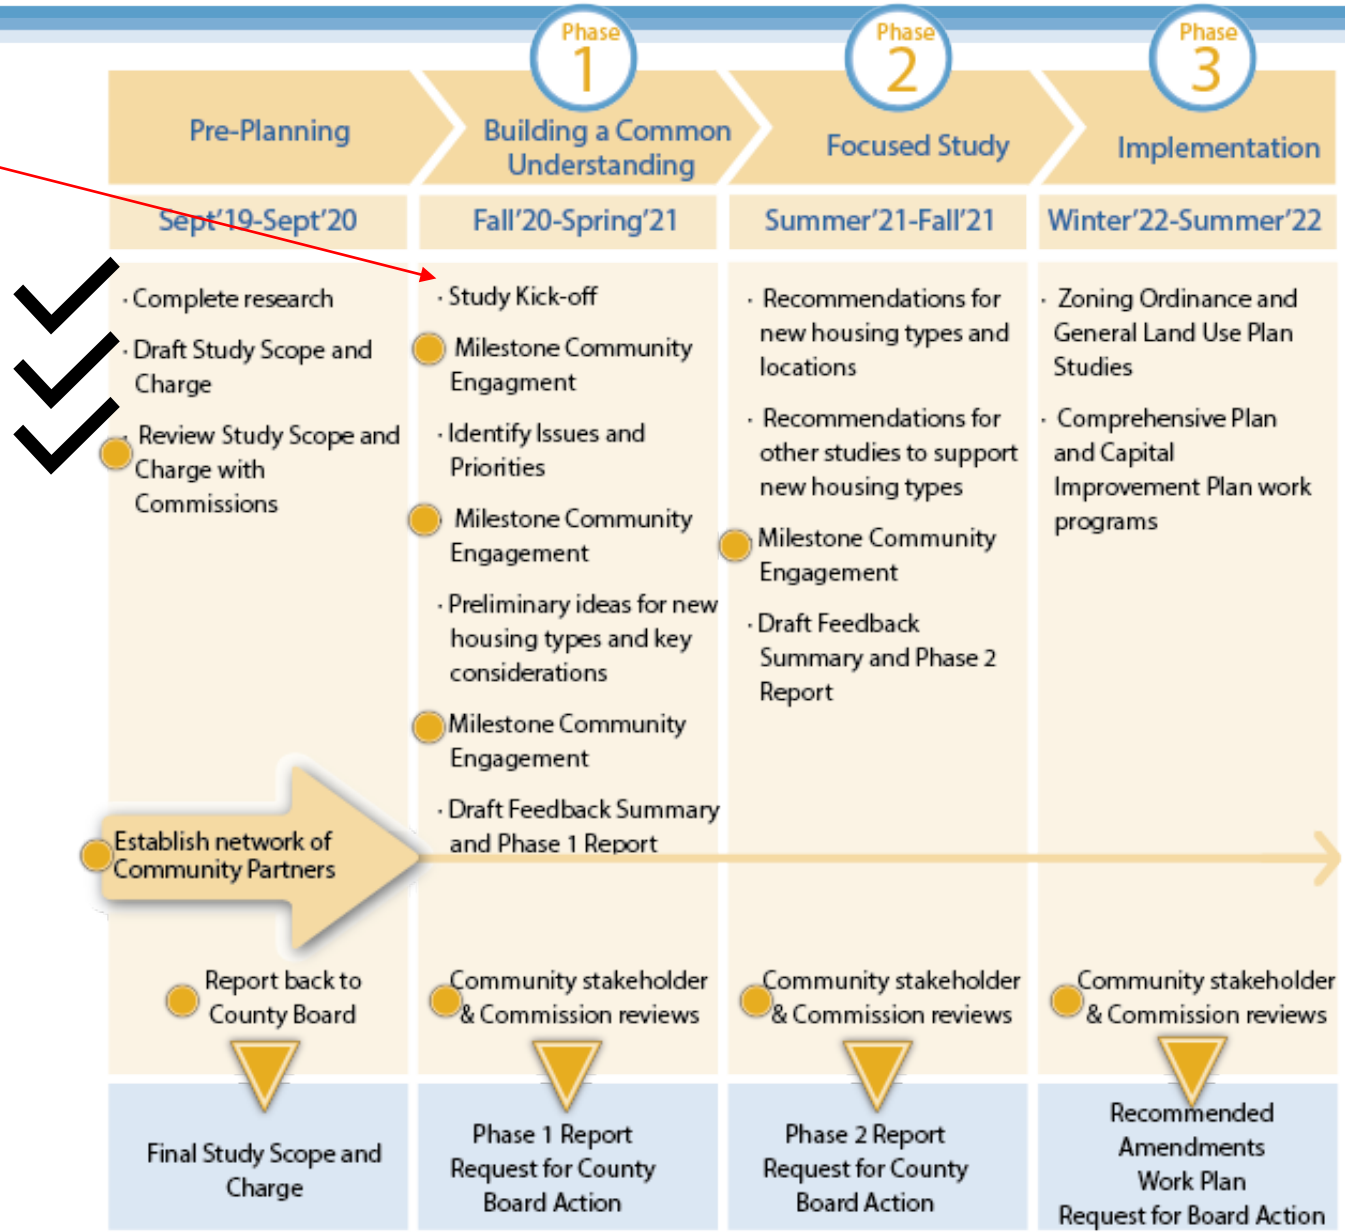 Phase
1
Phase
2
Phase
3
Pre-Planning
Building a Common
Understanding
Focused Study
Implementation
Sept'19-Sept'20
Fall'20-Spring'21
Summer'21-Fall'21
Winter'22-Summer'22
· Complete research
· Draft Study Scope and
Charge
· Review Study Scope and
Charge with
Commissions
· Study Kick-off
Milestone Community
Engagment
· Identify Issues and
Priorities
Milestone Community
Engagement
· Preliminary ideas for new
housing types and key
considerations
Milestone Community
Engagement
· Draft Feedback Summary
and Phase 1 Report
· Recommendations for
new housing types and
locations
· Recommendations for
other studies to support
new housing types
Milestone Community
Engagement
· Draft Feedback
Summary and Phase 2
Report
· Zoning Ordinance and
General Land Use Plan
Studies
· Comprehensive Plan
and Capital
Improvement Plan work
programs
Establish network of
Community Partners
Report back to
County Board
Community stakeholder
& Commission reviews
Community stakeholder
& Commission reviews
Community stakeholder
& Commission reviews
Final Study Scope and
Charge
Phase 1 Report
Request for County
Board Action
Phase 2 Report
Request for County
Board Action
Recommended
Amendments
Work Plan
Request for Board Action